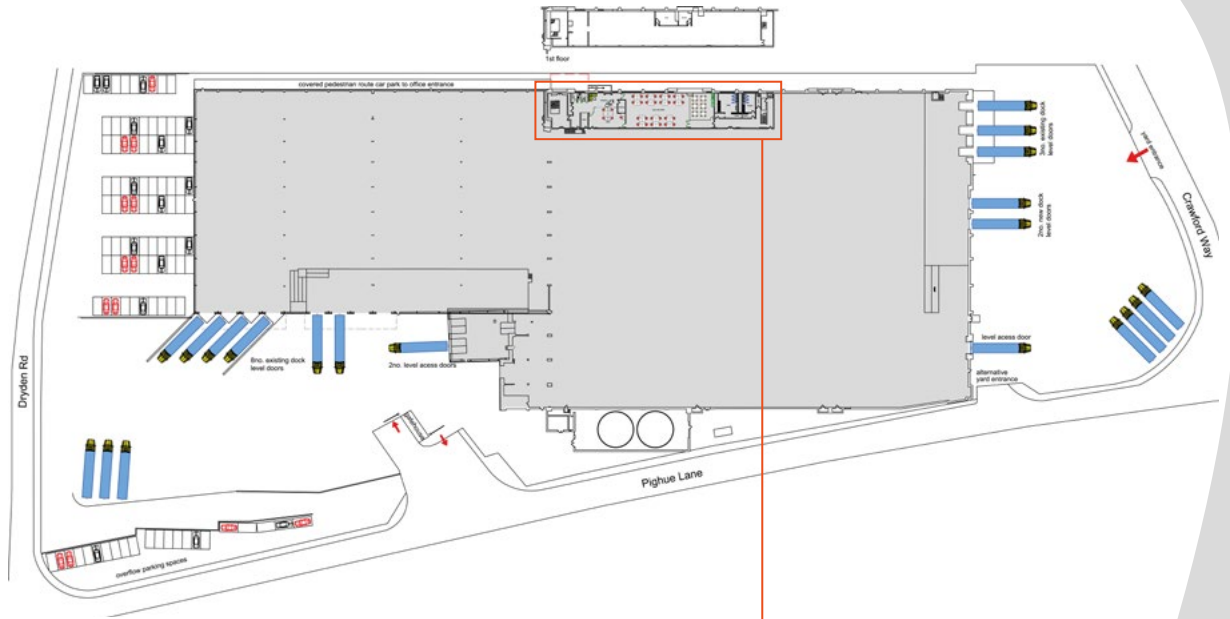 1st floor
covered pedestrian route car park to office entrance
3no. existing dock
level doors
yard entrance
2no. new dock
level doors
Crawford Way
Dryden Rd
8no. existing dock
level doors
2no. level acess doors
level acess door
alternative
yard entrance
gatehouse
Pighue Lane
overflow parking spaces